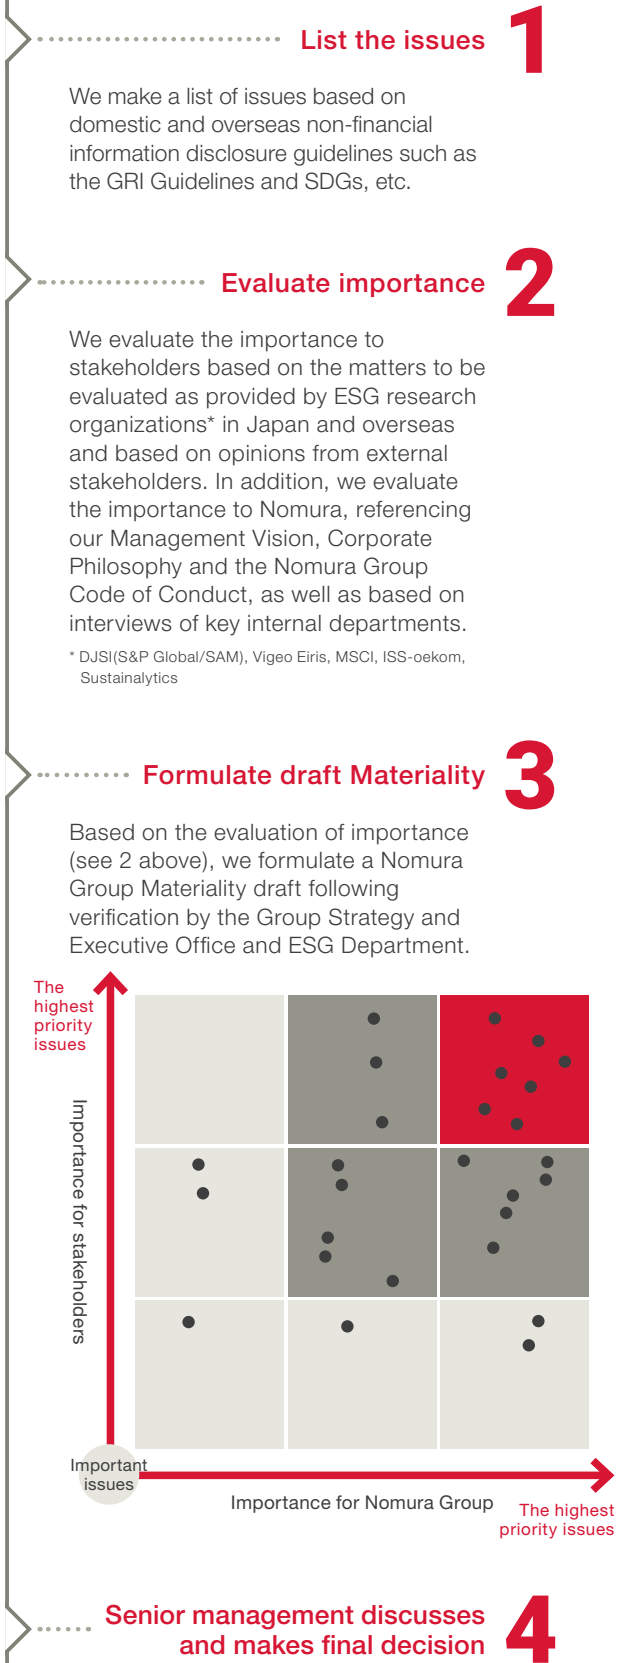 List the issues 1
We make a list of issues based on
domestic and overseas non-financial
information disclosure guidelines such as
the GRI Guidelines and SDGs, etc.
Evaluate importance 2
We evaluate the importance to
stakeholders based on the matters to be
evaluated as provided by ESG research
organizations* in Japan and overseas
and based on opinions from external
stakeholders. In addition, we evaluate
the importance to Nomura, referencing
our Management Vision, Corporate
Philosophy and the Nomura Group
Code of Conduct, as well as based on
interviews of key internal departments.
* DJSI(S&P Global/SAM), Vigeo Eiris, MSCI, ISS-oekom,
Sustainalytics
Formulate draft Materiality 3
Based on the evaluation of importance
(see 2 above), we formulate a Nomura
Group Materiality draft following
verification by the Group Strategy and
Executive Office and ESG Department.
The
highest
priority
issues
Importance for stakeholders
Important
issues
Importance for Nomura Group
The highest
priority issues
Senior management discusses
and makes final decision 4